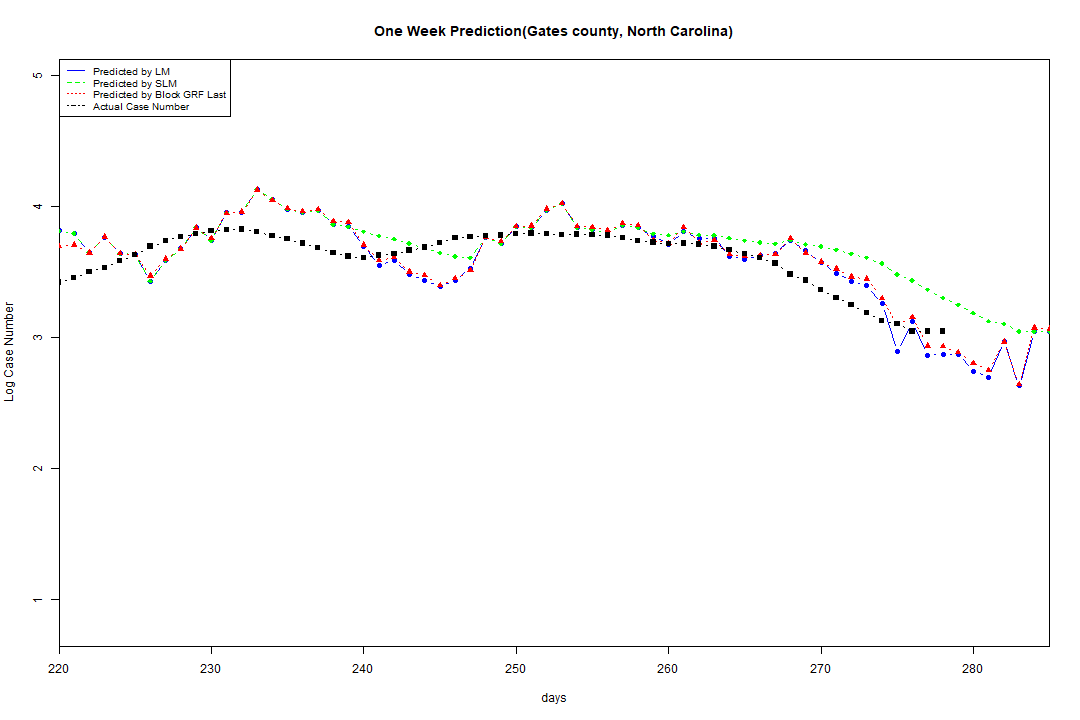 One Week Prediction(Gates county, North Carolina)
Predicted by LM
Predicted by SLM
Predicted by Block GRF Last
Actual Case Number
5
4
3
2
1
Log Case Number
220 230 240 250 260 270 280
days